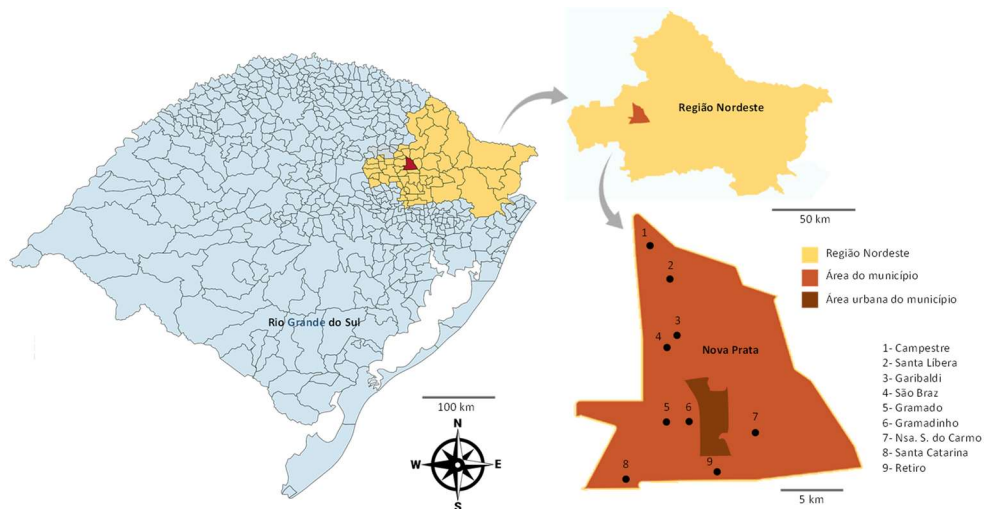 Rio Grande do Sul
100 km
N
W
E
S
Região Nordeste
50 km
Região Nordeste
Área do município
Área urbana do município
1
2
3
4
Nova Prata
5
6
7
8
9
5 km
1- Campestre
2- Santa Líbera
3- Garibaldi
4- São Braz
5- Gramado
6- Gramadinho
7- Nsa. S. do Carmo
8- Santa Catarina
9- Retiro